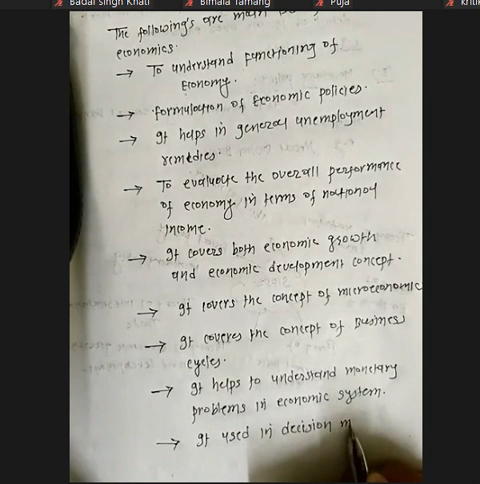 Badal Singh Khati Bimala Tamang Puja kritik
The following's are main
economics.
→ To understand functioning of
Economy.
→ formulation of Economic policies.
→ It helps in general unemployment
remedies.
→ To evaluate the overall performance
of economy in terms of national
income.
→ It covers both economic growth
and economic development concept.
→ It covers the concept of microeconomic
→ It coveres the concept of Business
cycles.
→ It helps to understand monetary
problems in economic system.
→ It used in decision m